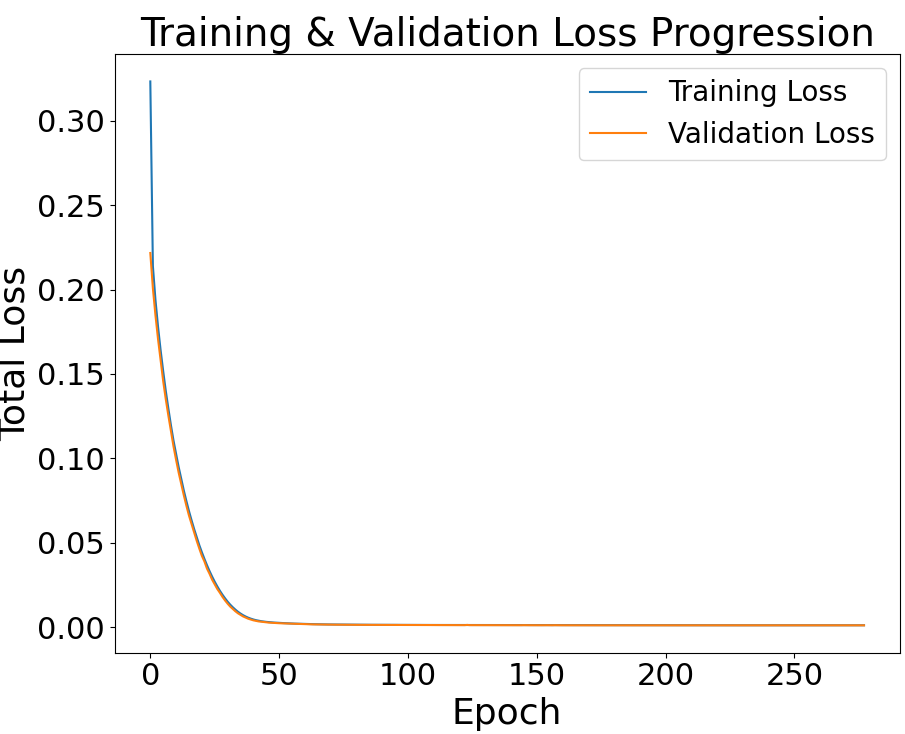 Training & Validation Loss Progression
Training Loss
Validation Loss
Total Loss
0.30
0.25
0.20
0.15
0.10
0.05
0.00
0 50 100 150 200 250
Epoch